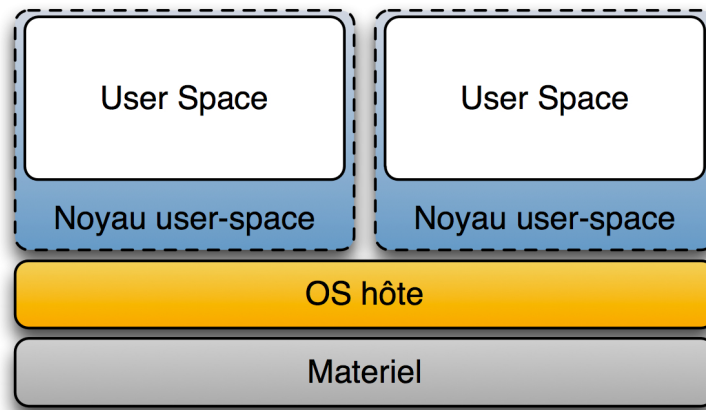 User Space
User Space
Noyau user-space
Noyau user-space
OS hôte
Materiel